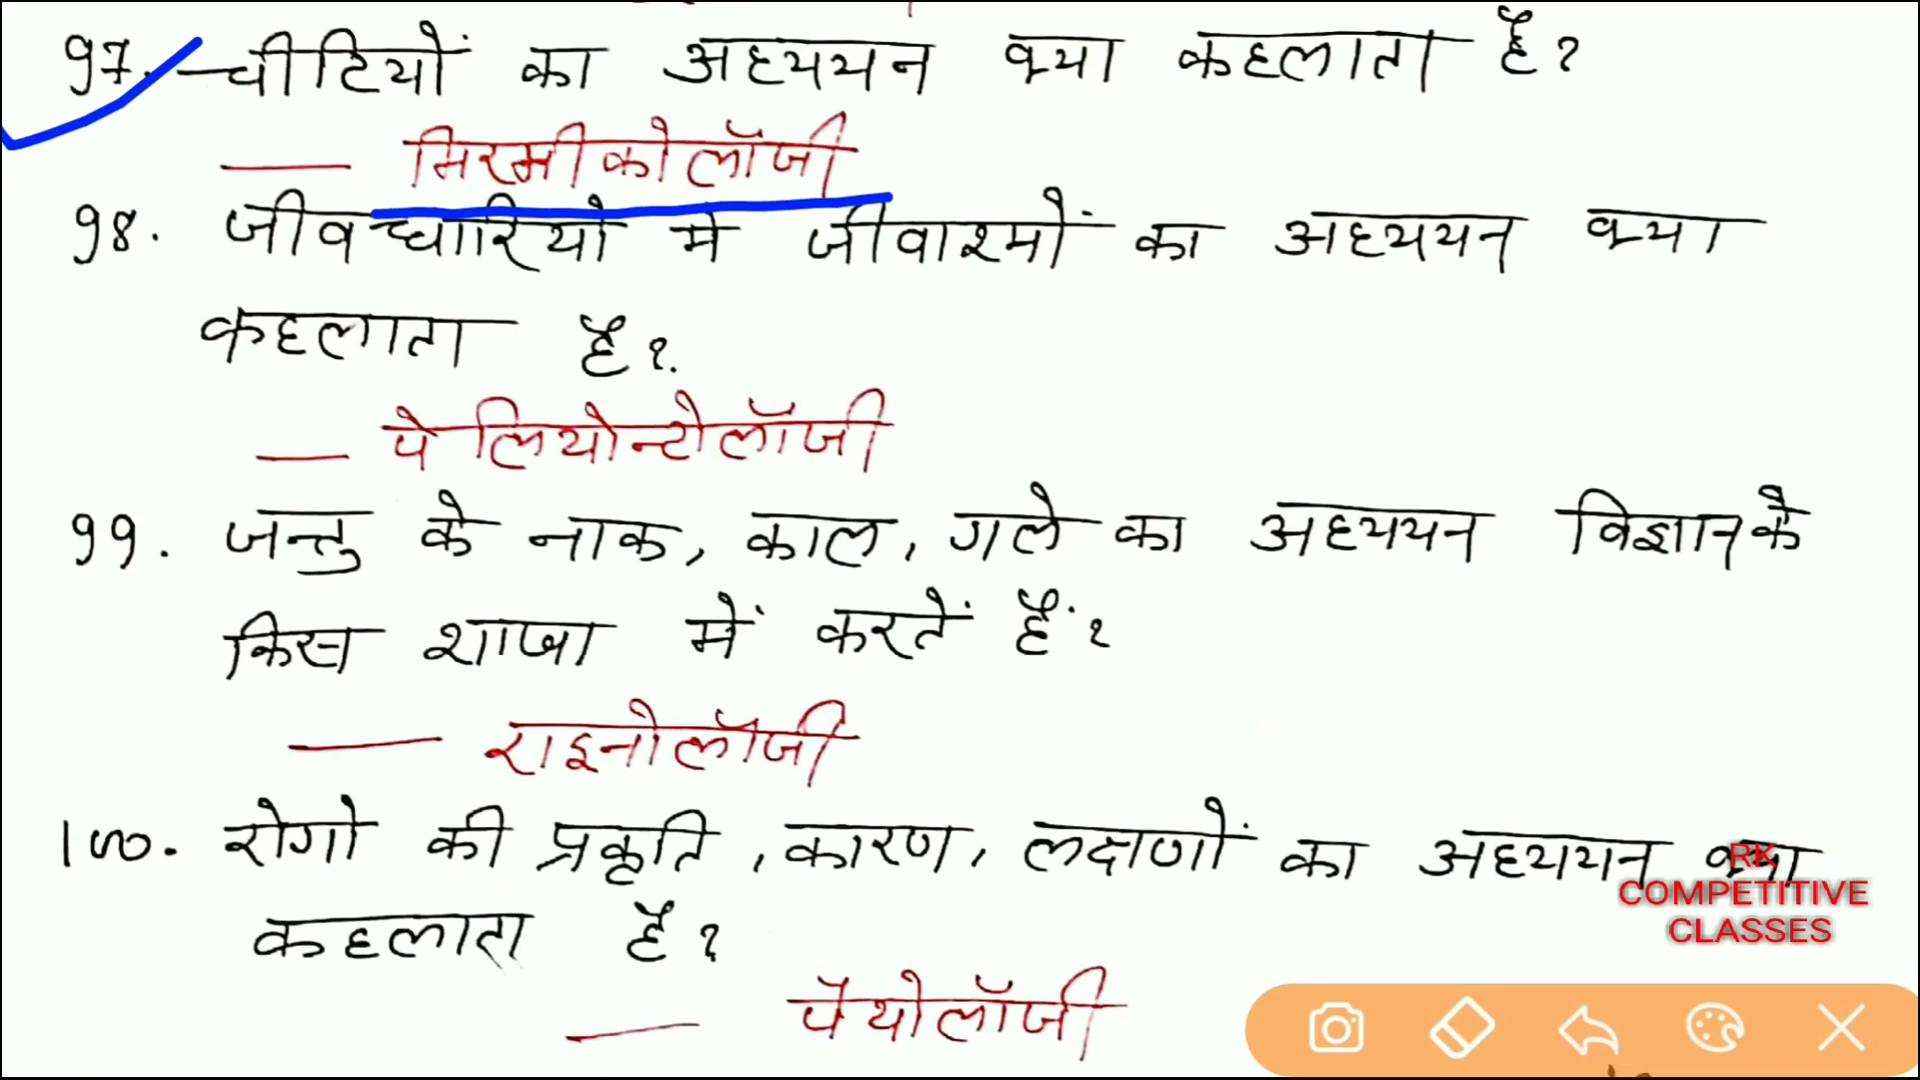 97. चीटियों का अध्ययन क्या कहलाता है?
— मिरमीकोलॉजी
98. जीवधारियो मे जीवाश्मों का अध्ययन क्या
कहलाता है?
— पेलियोन्टोलॉजी
99. जन्तु के नाक, काल, गले का अध्ययन विज्ञान के
किस शाखा में करतें हैं?
— राइनोलॉजी
100. रोगो की प्रकृति, कारण, लक्षणों का अध्ययन क्या
कहलाता है?
— पैथोलॉजी
RK
COMPETITIVE
CLASSES